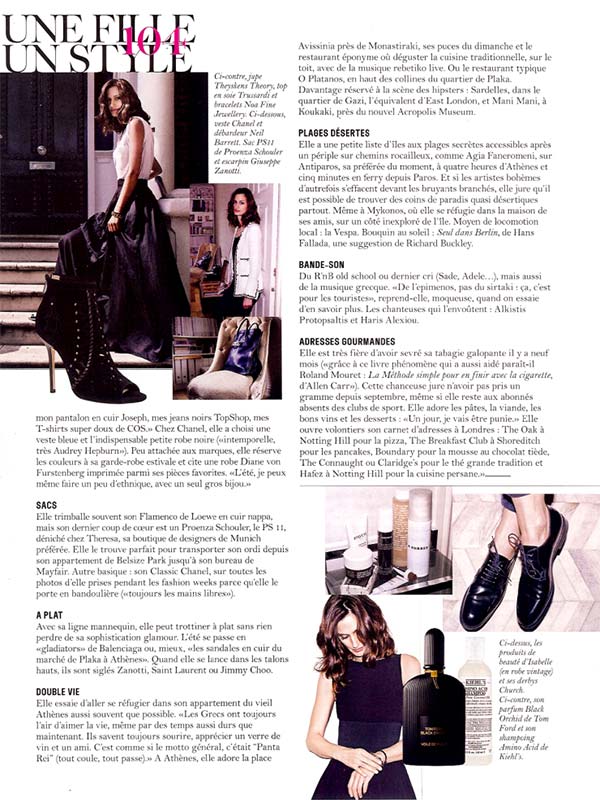 UNE FILLE
104
UN STYLE
Ci-contre, jupe
Theyskens Theory, top
en soie Trussardi et
bracelets Noa Fine
Jewellery. Ci-dessous,
veste Chanel et
débardeur Neil
Barrett. Sac PS11
de Proenza Schouler
et escarpin Giuseppe
Zanotti.
mon pantalon en cuir Joseph, mes jeans noirs TopShop, mes
T-shirts super doux de COS.» Chez Chanel, elle a choisi une
veste bleue et l'indispensable petite robe noire («intemporelle,
très Audrey Hepburn»). Peu attachée aux marques, elle réserve
les couleurs à sa garde-robe estivale et cite une robe Diane von
Furstenberg imprimée parmi ses pièces favorites. «L'été, je peux
même faire un peu d'ethnique, avec un seul gros bijou.»
SACS
Elle trimballe souvent son Flamenco de Loewe en cuir nappa,
mais son dernier coup de cœur est un Proenza Schouler, le PS 11,
déniché chez Theresa, sa boutique de designers de Munich
préférée. Elle le trouve parfait pour transporter son ordi depuis
son appartement de Belsize Park jusqu'à son bureau de
Mayfair. Autre basique : son Classic Chanel, sur toutes les
photos d'elle prises pendant les fashion weeks parce qu'elle le
porte en bandoulière («toujours les mains libres»).
A PLAT
Avec sa ligne mannequin, elle peut trottiner à plat sans rien
perdre de sa sophistication glamour. L'été se passe en
«gladiators» de Balenciaga ou, mieux, «les sandales en cuir du
marché de Plaka à Athènes». Quand elle se lance dans les talons
hauts, ils sont siglés Zanotti, Saint Laurent ou Jimmy Choo.
DOUBLE VIE
Elle essaie d'aller se réfugier dans son appartement du vieil
Athènes aussi souvent que possible. «Les Grecs ont toujours
l'air d'aimer la vie, même par des temps aussi durs que
maintenant. Ils savent toujours sourire, apprécier un verre de
vin et un ami. C'est comme si le motto général, c'était "Panta
Rei" (tout coule, tout passe).» A Athènes, elle adore la place
Avissinia près de Monastiraki, ses puces du dimanche et le
restaurant éponyme où déguster la cuisine traditionnelle, sur le
toit, avec de la musique rebetiko live. Ou le restaurant typique
O Platanos, en haut des collines du quartier de Plaka.
Davantage réservé à la scène des hipsters : Sardelles, dans le
quartier de Gazi, l'équivalent d'East London, et Mani Mani, à
Koukaki, près du nouvel Acropolis Museum.
PLAGES DÉSERTES
Elle a une petite liste d'îles aux plages secrètes accessibles après
un périple sur chemins rocailleux, comme Agia Faneromeni, sur
Antiparos, sa préférée du moment, à quatre heures d'Athènes et
cinq minutes en ferry depuis Paros. Et si les artistes bohèmes
d'autrefois s'effacent devant les bruyants branchés, elle jure qu'il
est possible de trouver des coins de paradis quasi désertiques
partout. Même à Mykonos, où elle se réfugie dans la maison de
ses amis, sur un côté inexploré de l'île. Moyen de locomotion
local : la Vespa. Bouquin au soleil : Seul dans Berlin, de Hans
Fallada, une suggestion de Richard Buckley.
BANDE-SON
Du R'nB old school ou dernier cri (Sade, Adele...), mais aussi
de la musique grecque. «De l'epimenos, pas du sirtaki : ça, c'est
pour les touristes», reprend-elle, moqueuse, quand on essaie
d'en savoir plus. Les chanteuses qui l'envoûtent : Alkistis
Protopsaltis et Haris Alexiou.
ADRESSES GOURMANDES
Elle est très fière d'avoir sevré sa tabagie galopante il y a neuf
mois («grâce à ce livre phénomène qui a aussi aidé paraît-il
Roland Mouret : La Méthode simple pour en finir avec la cigarette,
d'Allen Carr»). Cette chanceuse jure n'avoir pas pris un
gramme depuis septembre, même si elle reste aux abonnés
absents des clubs de sport. Elle adore les pâtes, la viande, les
bons vins et les desserts : «Un jour, je vais être punie.» Elle
ouvre volontiers son carnet d'adresses à Londres : The Oak à
Notting Hill pour la pizza, The Breakfast Club à Shoreditch
pour les pancakes, Boundary pour la mousse au chocolat tiède,
The Connaught ou Claridge's pour le thé grande tradition et
Hafez à Notting Hill pour la cuisine persane.»
Ci-dessus, les
produits de
beauté d'Isabelle
(en robe vintage)
et ses derbys
Church.
Ci-contre, son
parfum Black
Orchid de Tom
Ford et son
shampoing
Amino Acid de
Kiehl's.
TOM FORD
BLACK ORCHID
VOILE DE FLEUR
KIEHL'S
AMINO ACID
SHAMPOO